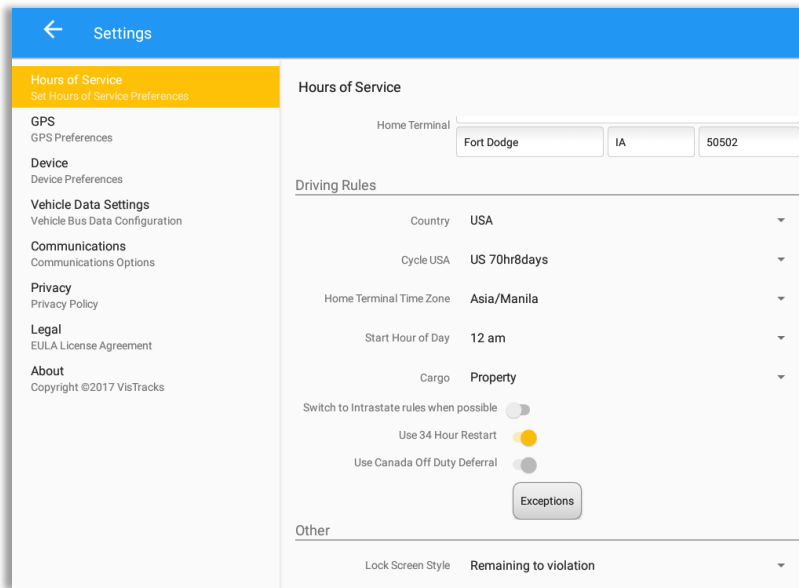 Settings
Hours of Service
Set Hours of Service Preferences
GPS
GPS Preferences
Device
Device Preferences
Vehicle Data Settings
Vehicle Bus Data Configuration
Communications
Communications Options
Privacy
Privacy Policy
Legal
EULA License Agreement
About
Copyright ©2017 VisTracks
Hours of Service
Home Terminal
Fort Dodge IA 50502
Driving Rules
Country USA
Cycle USA US 70hr8days
Home Terminal Time Zone Asia/Manila
Start Hour of Day 12 am
Cargo Property
Switch to Intrastate rules when possible
Use 34 Hour Restart
Use Canada Off Duty Deferral
Exceptions
Other
Lock Screen Style Remaining to violation